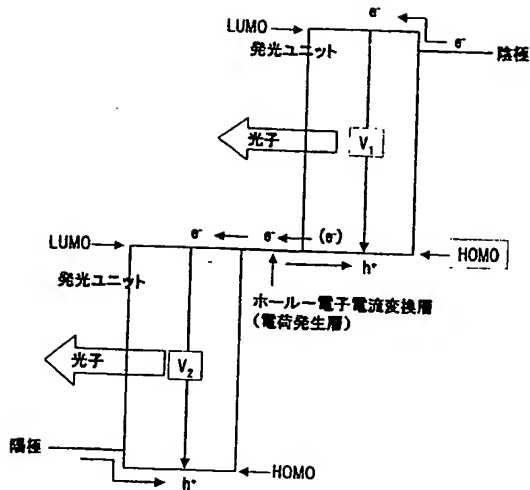 e⁻
LUMO
e⁻
陰極
発光ユニット
光子
V₁
e⁻
e⁻
(e⁻)
LUMO
HOMO
h⁺
発光ユニット
ホール－電子電流変換層
(電荷発生層)
光子
V₂
陽極
HOMO
h⁺